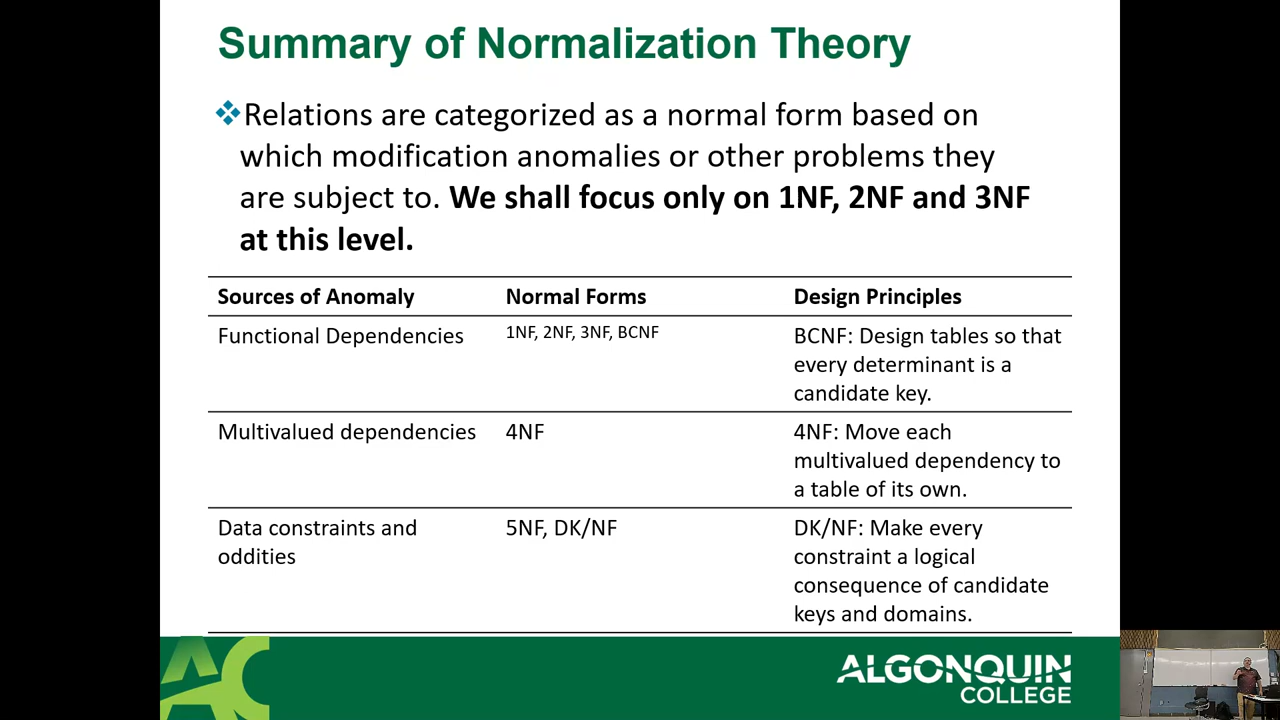 Summary of Normalization Theory
Relations are categorized as a normal form based on
which modification anomalies or other problems they
are subject to. We shall focus only on 1NF, 2NF and 3NF
at this level.
Sources of Anomaly Normal Forms Design Principles
Functional Dependencies 1NF, 2NF, 3NF, BCNF BCNF: Design tables so that
every determinant is a
candidate key.
Multivalued dependencies 4NF 4NF: Move each
multivalued dependency to
a table of its own.
Data constraints and 5NF, DK/NF DK/NF: Make every
oddities constraint a logical
consequence of candidate
keys and domains.
AC
ALGONQUIN
COLLEGE